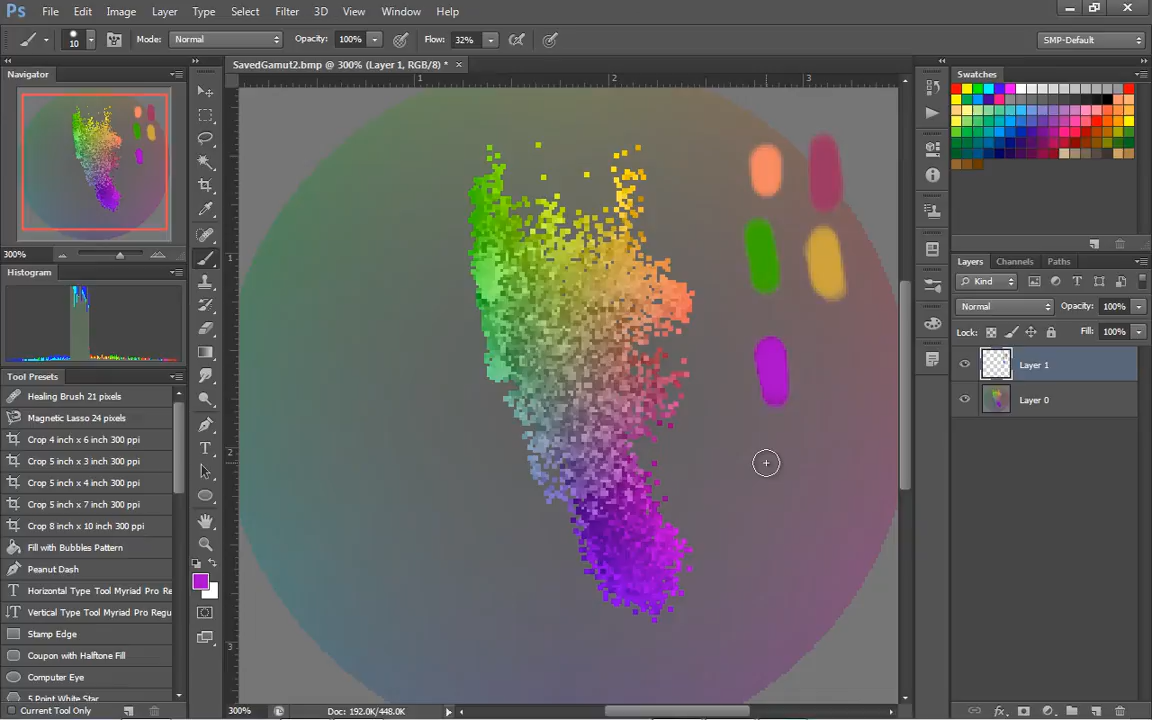 Ps File Edit Image Layer Type Select Filter 3D View Window Help
10 Mode: Normal Opacity: 100% Flow: 32% SMP-Default
SavedGamut2.bmp @ 300% (Layer 1, RGB/8) * ×
Navigator
1 2 3
Swatches
300%
Histogram
1
2
3
Tool Presets
Healing Brush 21 pixels
Magnetic Lasso 24 pixels
Crop 4 inch x 6 inch 300 ppi
Crop 5 inch x 3 inch 300 ppi
Crop 5 inch x 4 inch 300 ppi
Crop 5 inch x 7 inch 300 ppi
Crop 8 inch x 10 inch 300 ppi
Fill with Bubbles Pattern
Peanut Dash
Horizontal Type Tool Myriad Pro Re
Vertical Type Tool Myriad Pro Regu
Stamp Edge
Coupon with Halftone Fill
Computer Eye
5 Point White Star
Current Tool Only
Layers Channels Paths
Kind
Normal Opacity: 100%
Lock: Fill: 100%
Layer 1
Layer 0
300% Doc: 192.0K/448.0K